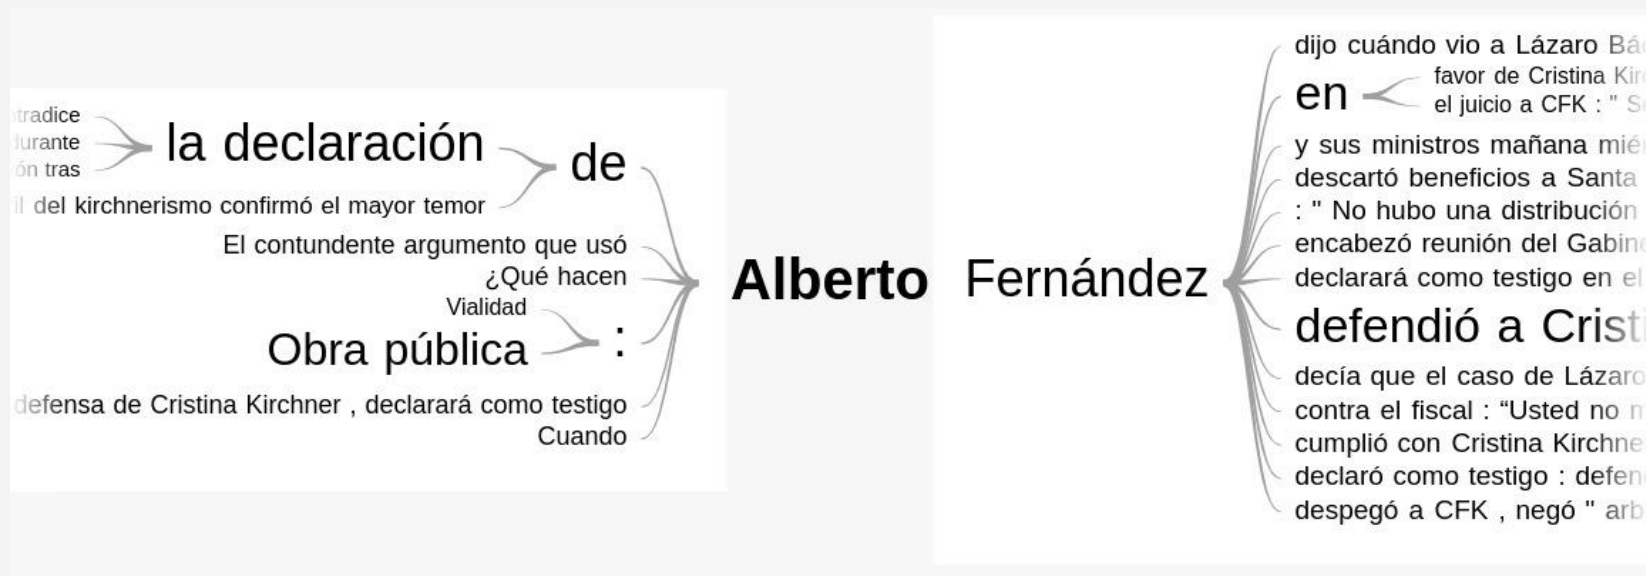 tradice
durante
ón tras
la declaración
de
il del kirchnerismo confirmó el mayor temor
El contundente argumento que usó
¿Qué hacen
Vialidad
Obra pública
:
defensa de Cristina Kirchner , declarará como testigo
Cuando
Alberto Fernández
dijo cuándo vio a Lázaro
en
favor de Cristina
el juicio a CFK : "
y sus ministros mañana
descartó beneficios a Santa
: " No hubo una distribución
encabezó reunión del
declarará como testigo en el
defendió a
decía que el caso de Lázaro
contra el fiscal : “Usted no
cumplió con Cristina
declaró como testigo :
despegó a CFK , negó "